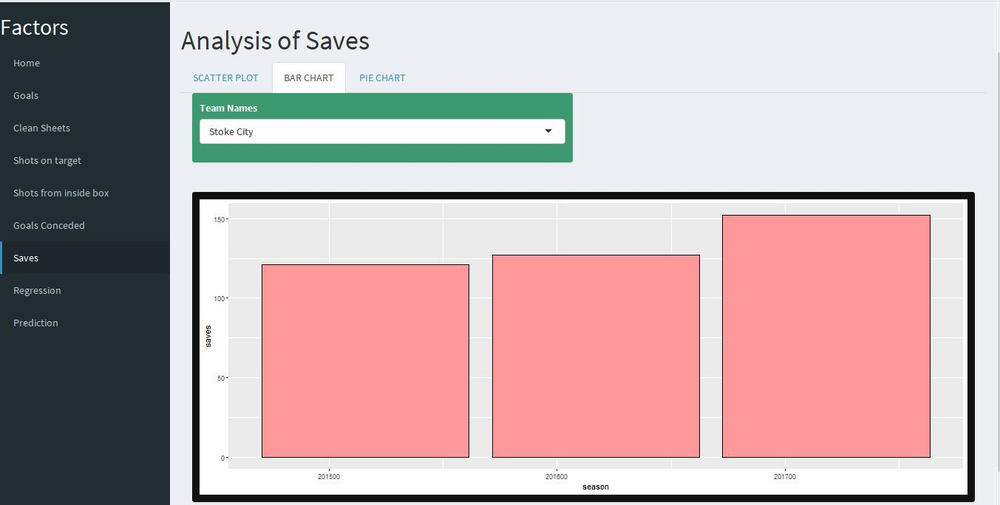 Factors
Home
Goals
Clean Sheets
Shots on target
Shots from inside box
Goals Conceded
Saves
Regression
Prediction
Analysis of Saves
SCATTER PLOT BAR CHART PIE CHART
Team Names
Stoke City
150
100
50
0
saves
201500 201600 201700
season